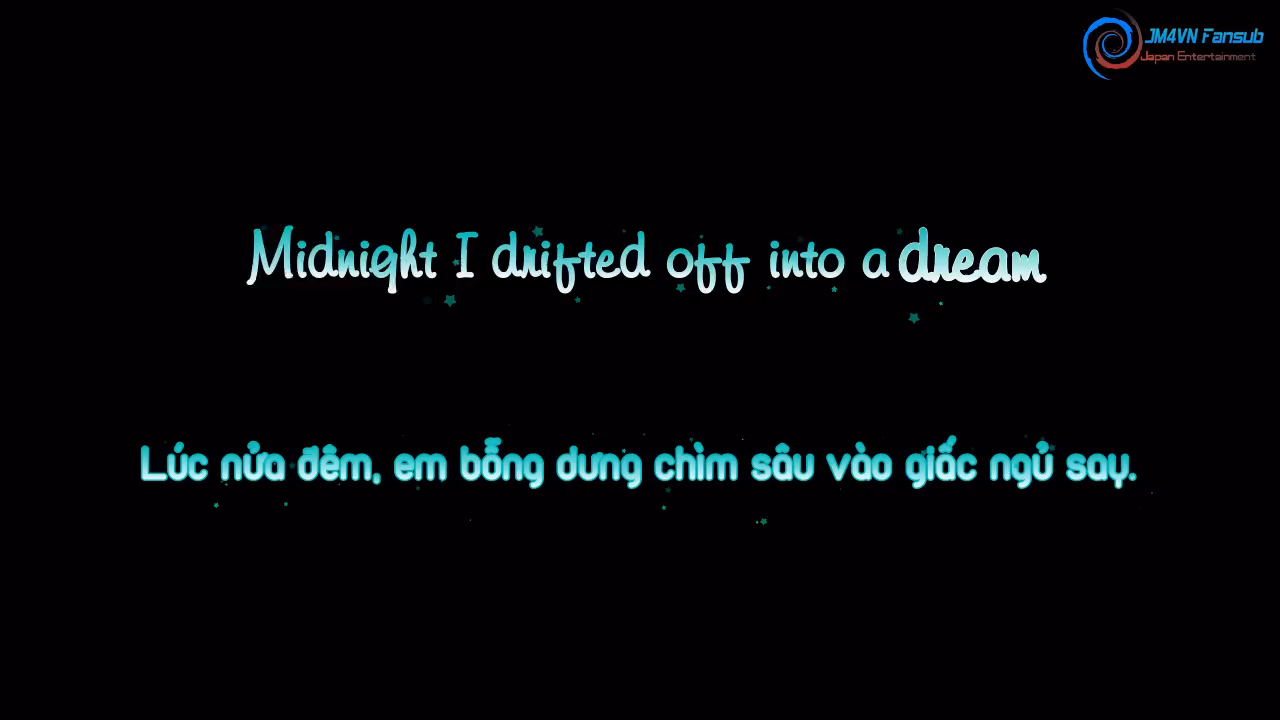 JM4VN Fansub
Japan Entertainment
Midnight I drifted off into a dream
Lúc nửa đêm, em bỗng dưng chìm sâu vào giấc ngủ say.